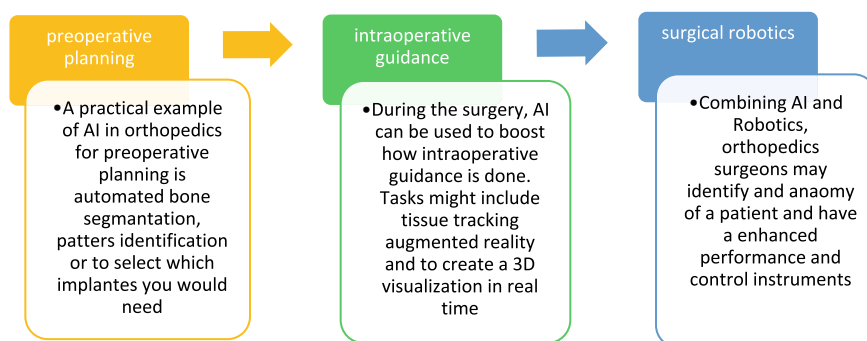 preoperative
planning
•A practical example
of AI in orthopedics
for preoperative
planning is
automated bone
segmantation,
patters identification
or to select which
implantes you would
need
intraoperative
guidance
•During the surgery, AI
can be used to boost
how intraoperative
guidance is done.
Tasks might include
tissue tracking
augmented reality
and to create a 3D
visualization in real
time
surgical robotics
•Combining AI and
Robotics,
orthopedics
surgeons may
identify and anaomy
of a patient and have
a enhanced
performance and
control instruments